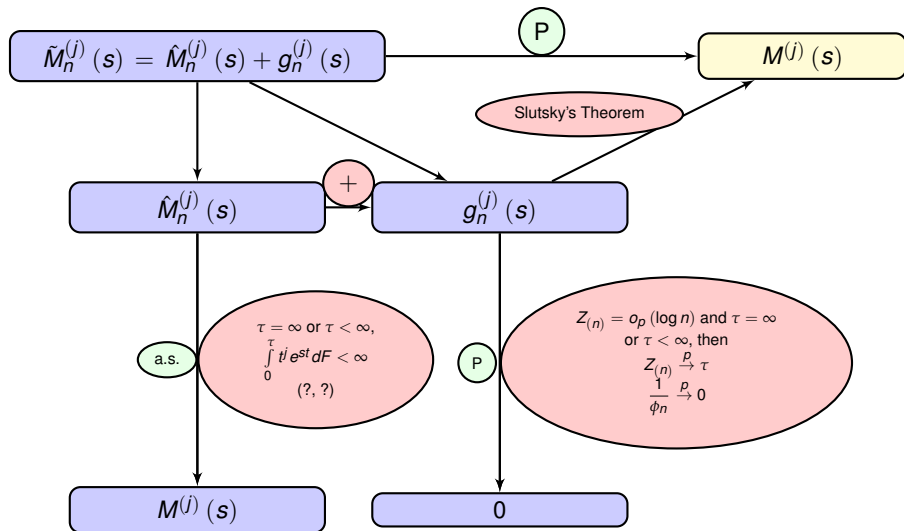 M̃_n^{(j)}(s) = M̂_n^{(j)}(s) + g_n^{(j)}(s)
P
M^{(j)}(s)
Slutsky's Theorem
M̂_n^{(j)}(s)
+
g_n^{(j)}(s)
a.s.
τ = ∞ or τ < ∞,
∫_0^τ t^j e^{st} dF < ∞
(?, ?)
P
Z_{(n)} = o_p(log n) and τ = ∞
or τ < ∞, then
Z_{(n)} →^p τ
1/ϕ_n →^p 0
M^{(j)}(s)
0